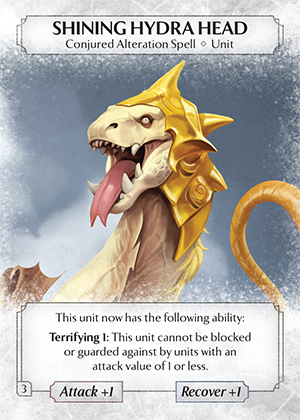 SHINING HYDRA HEAD
Conjured Alteration Spell ◇ Unit
This unit now has the following ability:
Terrifying 1: This unit cannot be blocked
or guarded against by units with an
attack value of 1 or less.
3
Attack +1
Recover +1